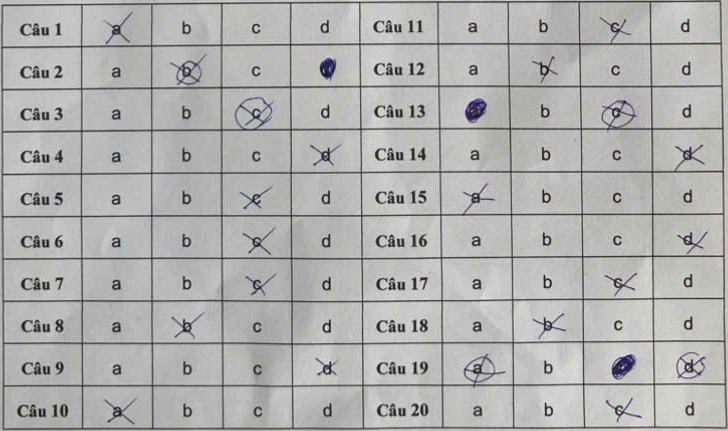 Câu 1 a b c d Câu 11 a b c d
Câu 2 a b c Câu 12 a b c d
Câu 3 a b c d Câu 13 b c d
Câu 4 a b c d Câu 14 a b c d
Câu 5 a b c d Câu 15 a b c d
Câu 6 a b c d Câu 16 a b c d
Câu 7 a b c d Câu 17 a b c d
Câu 8 a b c d Câu 18 a b c d
Câu 9 a b c d Câu 19 a b d
Câu 10 a b c d Câu 20 a b c d